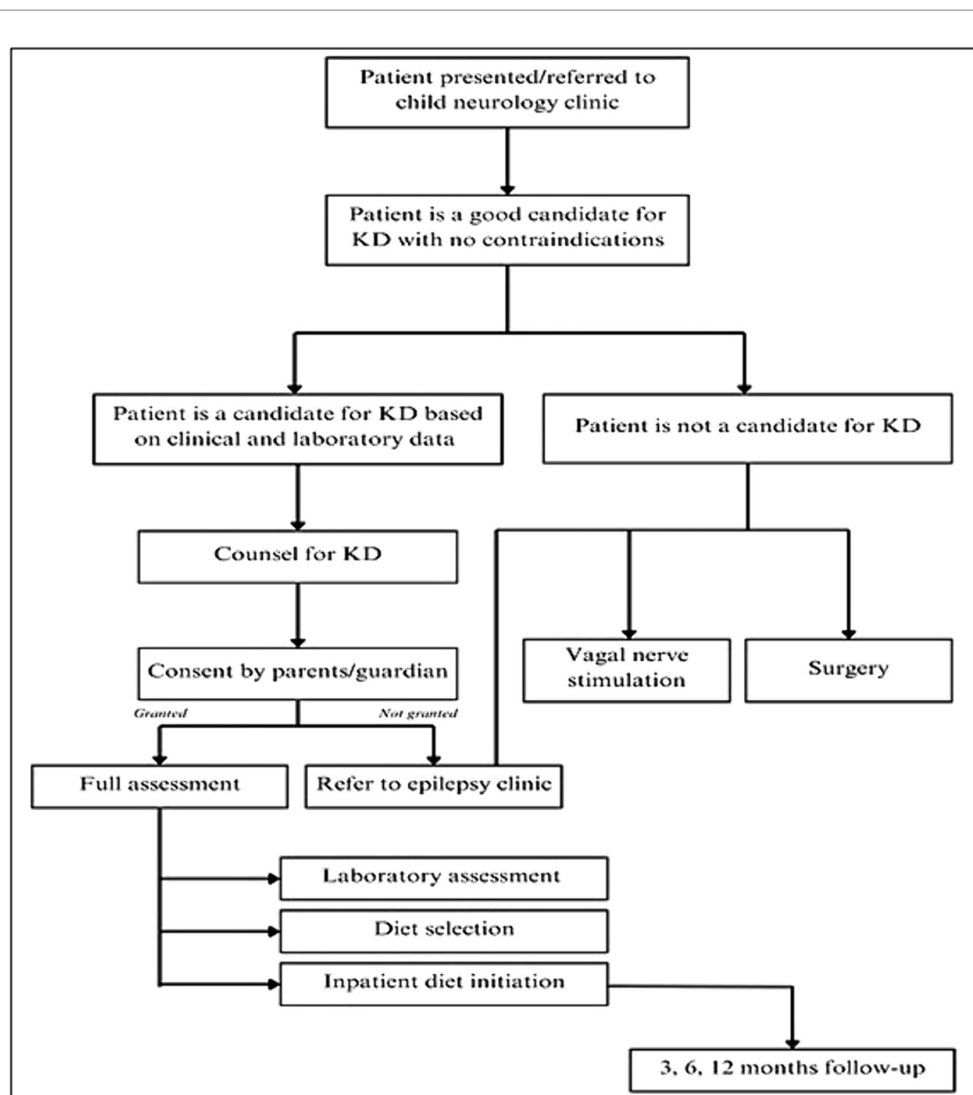 Patient presented/referred to
child neurology clinic
Patient is a good candidate for
KD with no contraindications
Patient is a candidate for KD based
on clinical and laboratory data
Patient is not a candidate for KD
Counsel for KD
Consent by parents/guardian
Granted
Not granted
Vagal nerve
stimulation
Surgery
Full assessment
Refer to epilepsy clinic
Laboratory assessment
Diet selection
Inpatient diet initiation
3, 6, 12 months follow-up